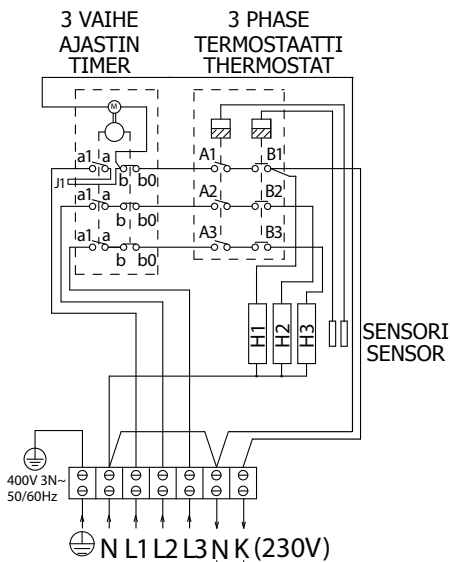 3 VAIHE
AJASTIN
TIMER
3 PHASE
TERMOSTAATTI
THERMOSTAT
M
a1 a
b b0
J1
a1 a
b b0
a1 a
b b0
A1 B1
A2 B2
A3 B3
H1 H2 H3
SENSORI
SENSOR
400V 3N~
50/60Hz
N L1 L2 L3 N K (230V)